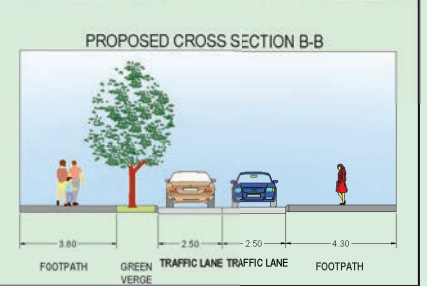 PROPOSED CROSS SECTION B-B
3.80 2.50 2.50 4.30
FOOTPATH GREEN VERGE TRAFFIC LANE TRAFFIC LANE FOOTPATH